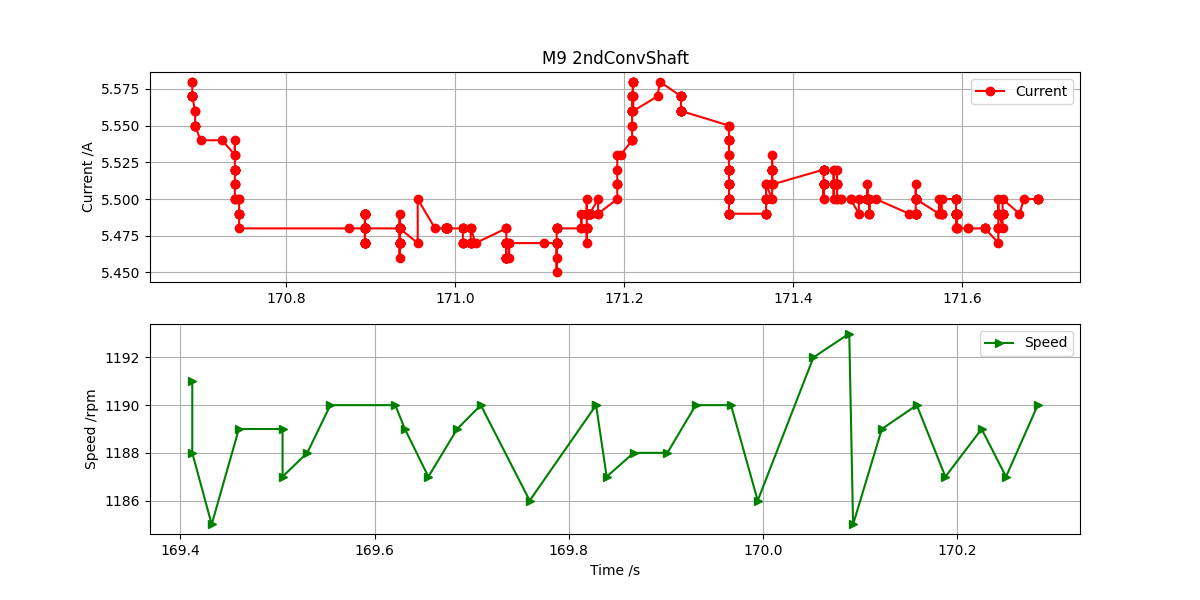 M9 2ndConvShaft
Current /A
5.575
5.550
5.525
5.500
5.475
5.450
Current
170.8 171.0 171.2 171.4 171.6
Speed /rpm
1192
1190
1188
1186
Speed
169.4 169.6 169.8 170.0 170.2
Time /s